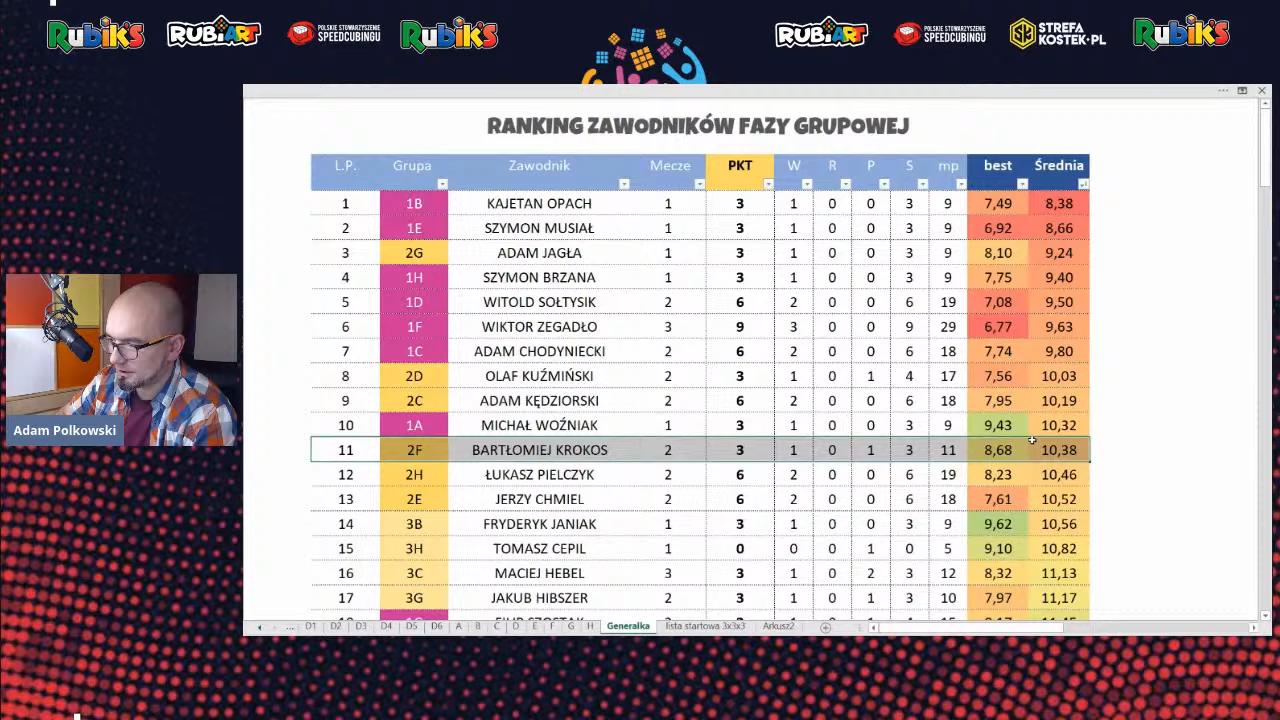 Rubik's RUBiART POLSKIE STOWARZYSZENIE SPEEDCUBINGU Rubik's RUBiART POLSKIE STOWARZYSZENIE SPEEDCUBINGU STREFA KOSTEK.PL Rubik's
RANKING ZAWODNIKÓW FAZY GRUPOWEJ
L.P. Grupa Zawodnik Mecze PKT W R P S mp best Średnia
1 1B KAJETAN OPACH 1 3 1 0 0 3 9 7,49 8,38
2 1E SZYMON MUSIAŁ 1 3 1 0 0 3 9 6,92 8,66
3 2G ADAM JAGŁA 1 3 1 0 0 3 9 8,10 9,24
4 1H SZYMON BRZANA 1 3 1 0 0 3 9 7,75 9,40
5 1D WITOLD SOŁTYSIK 2 6 2 0 0 6 19 7,08 9,50
6 1F WIKTOR ZEGADŁO 3 9 3 0 0 9 29 6,77 9,63
7 1C ADAM CHODYNIECKI 2 6 2 0 0 6 18 7,74 9,80
8 2D OLAF KUŹMIŃSKI 2 3 1 0 1 4 17 7,56 10,03
9 2C ADAM KĘDZIORSKI 2 6 2 0 0 6 18 7,95 10,19
10 1A MICHAŁ WOŹNIAK 1 3 1 0 0 3 9 9,43 10,32
11 2F BARTŁOMIEJ KROKOS 2 3 1 0 1 3 11 8,68 10,38
12 2H ŁUKASZ PIELCZYK 2 6 2 0 0 6 19 8,23 10,46
13 2E JERZY CHMIEL 2 6 2 0 0 6 18 7,61 10,52
14 3B FRYDERYK JANIAK 1 3 1 0 0 3 9 9,62 10,56
15 3H TOMASZ CEPIL 1 0 0 0 1 0 5 9,10 10,82
16 3C MACIEJ HEBEL 3 3 1 0 2 3 12 8,32 11,13
17 3G JAKUB HIBSZER 2 3 1 0 1 3 10 7,97 11,17
Adam Polkowski
... D1 D2 D3 D4 D5 D6 A B C D E F G H Generalka lista startowa 3x3x3 Arkusz2